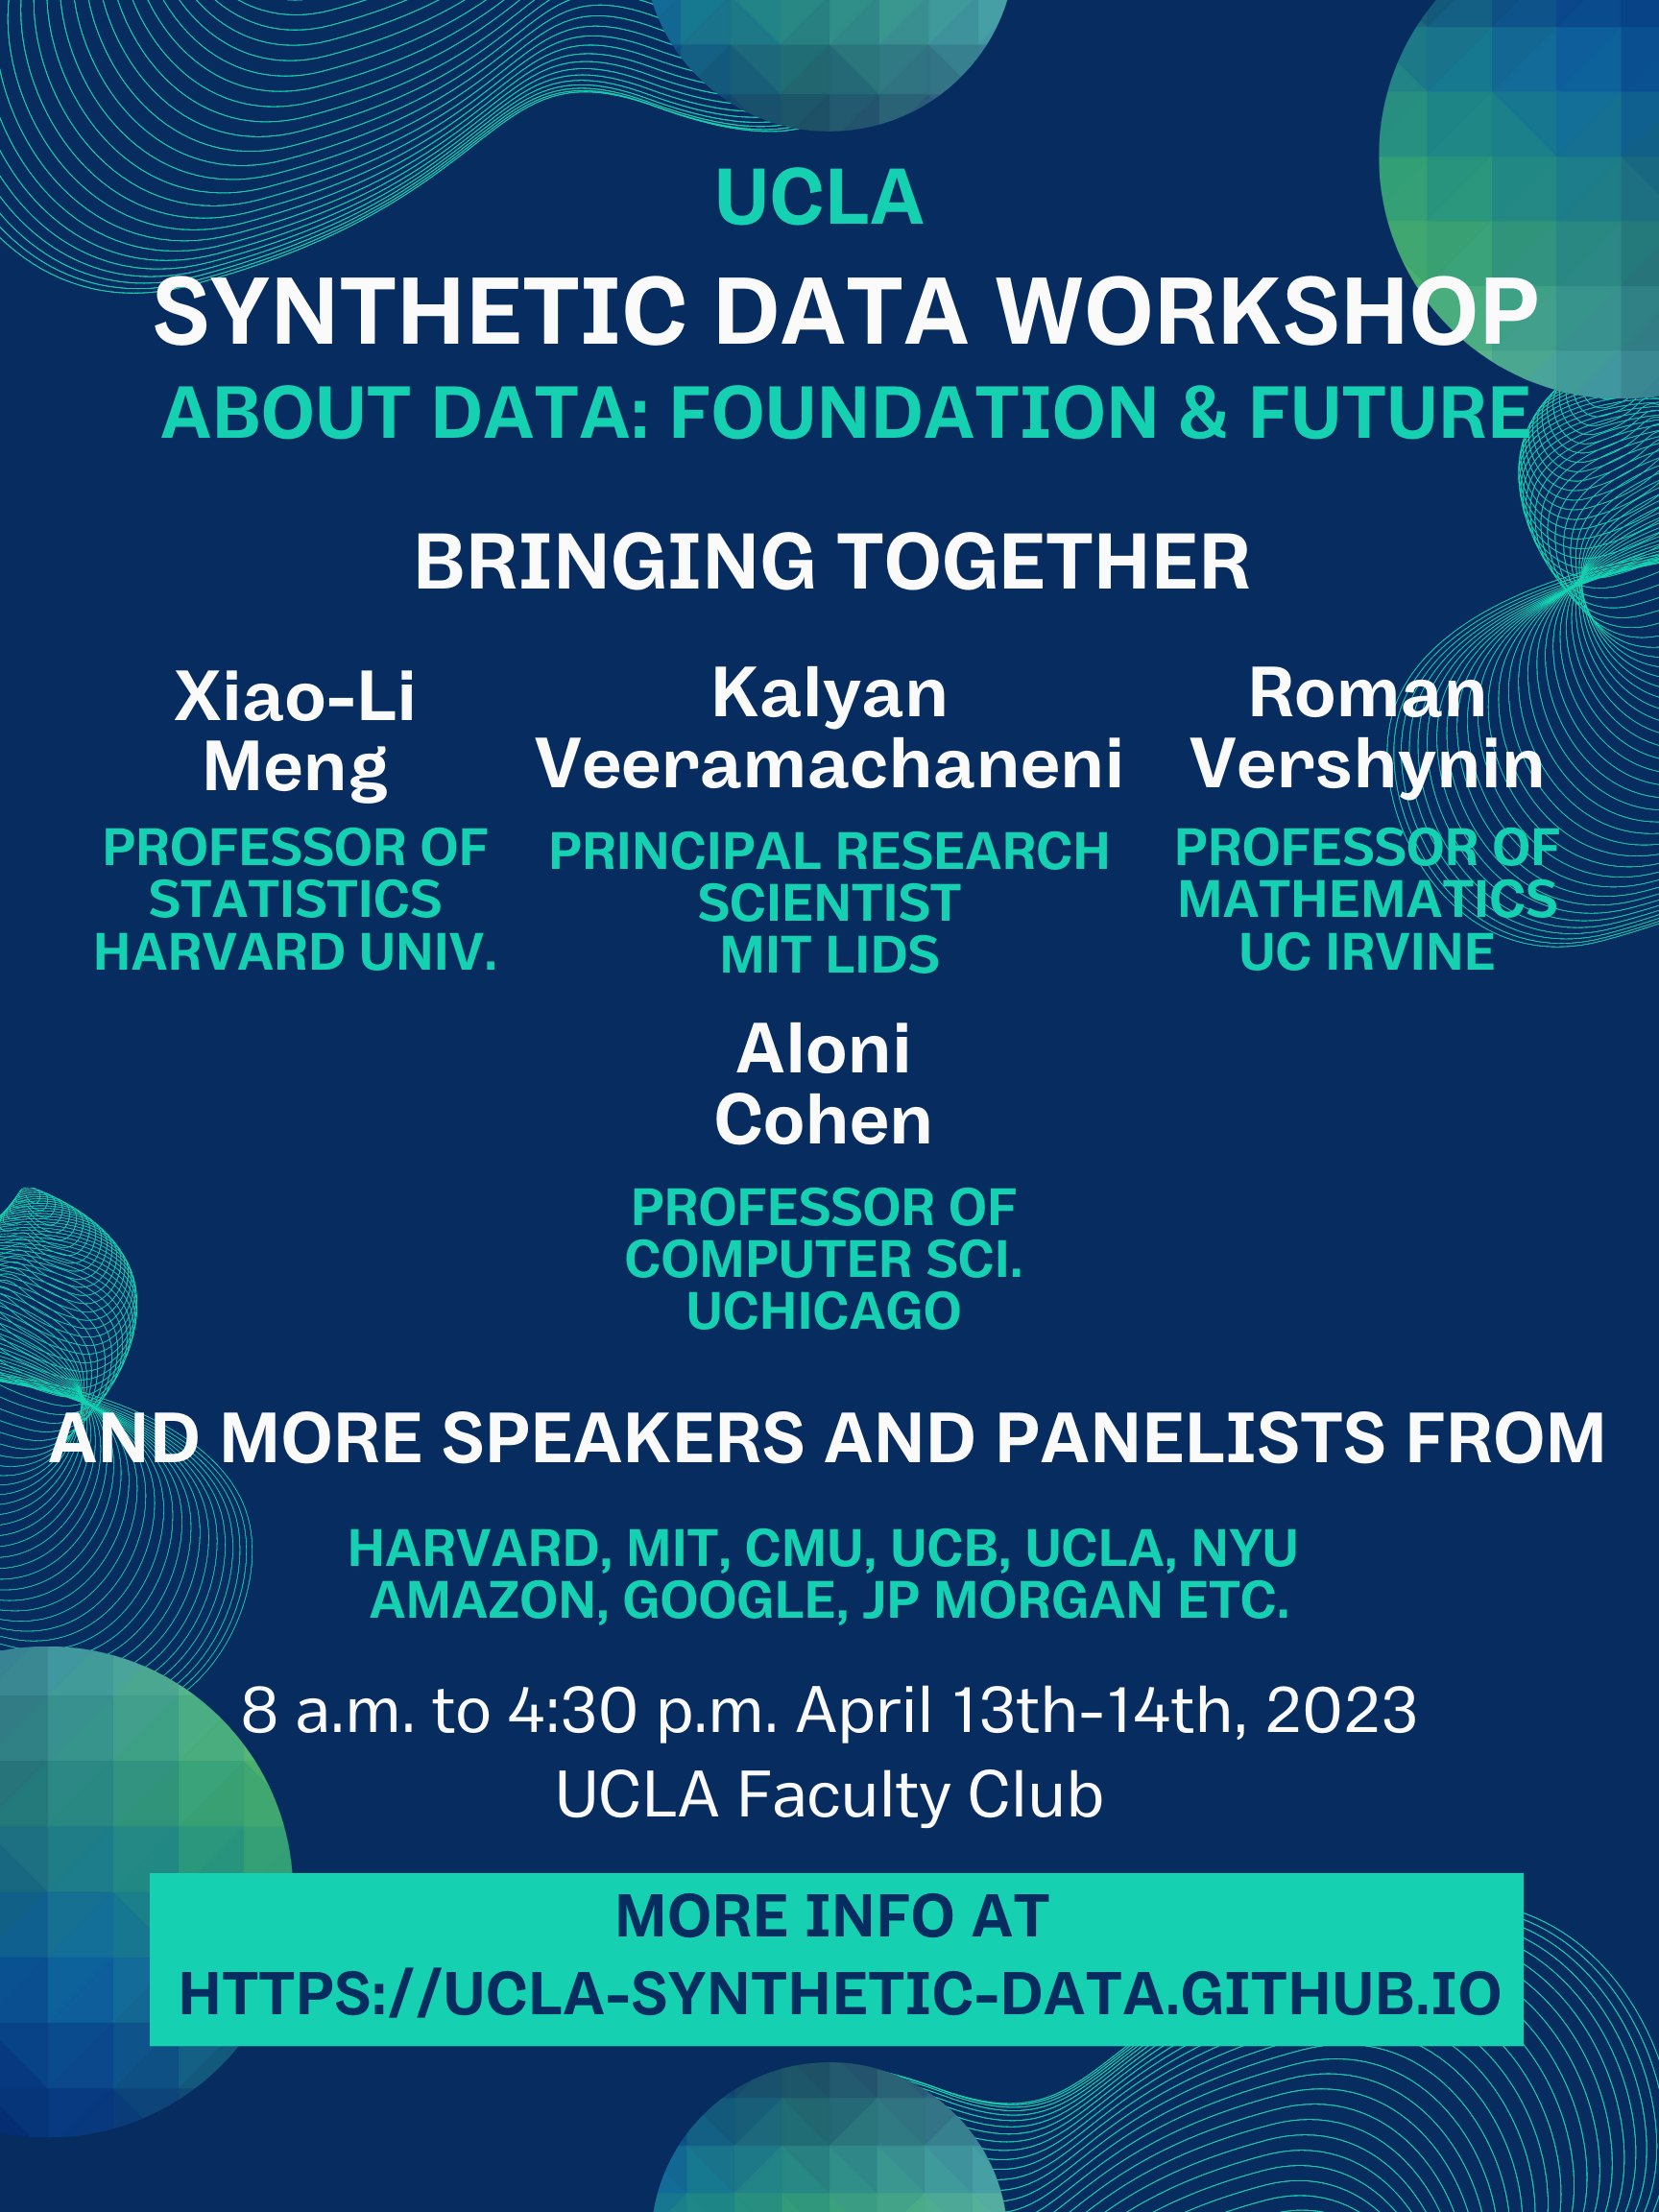 UCLA
SYNTHETIC DATA WORKSHOP
ABOUT DATA: FOUNDATION & FUTURE
BRINGING TOGETHER
Xiao-Li
Meng
PROFESSOR OF
STATISTICS
HARVARD UNIV.
Kalyan
Veeramachaneni
PRINCIPAL RESEARCH
SCIENTIST
MIT LIDS
Roman
Vershynin
PROFESSOR OF
MATHEMATICS
UC IRVINE
Aloni
Cohen
PROFESSOR OF
COMPUTER SCI.
UCHICAGO
AND MORE SPEAKERS AND PANELISTS FROM
HARVARD, MIT, CMU, UCB, UCLA, NYU
AMAZON, GOOGLE, JP MORGAN ETC.
8 a.m. to 4:30 p.m. April 13th-14th, 2023
UCLA Faculty Club
MORE INFO AT
HTTPS://UCLA-SYNTHETIC-DATA.GITHUB.IO